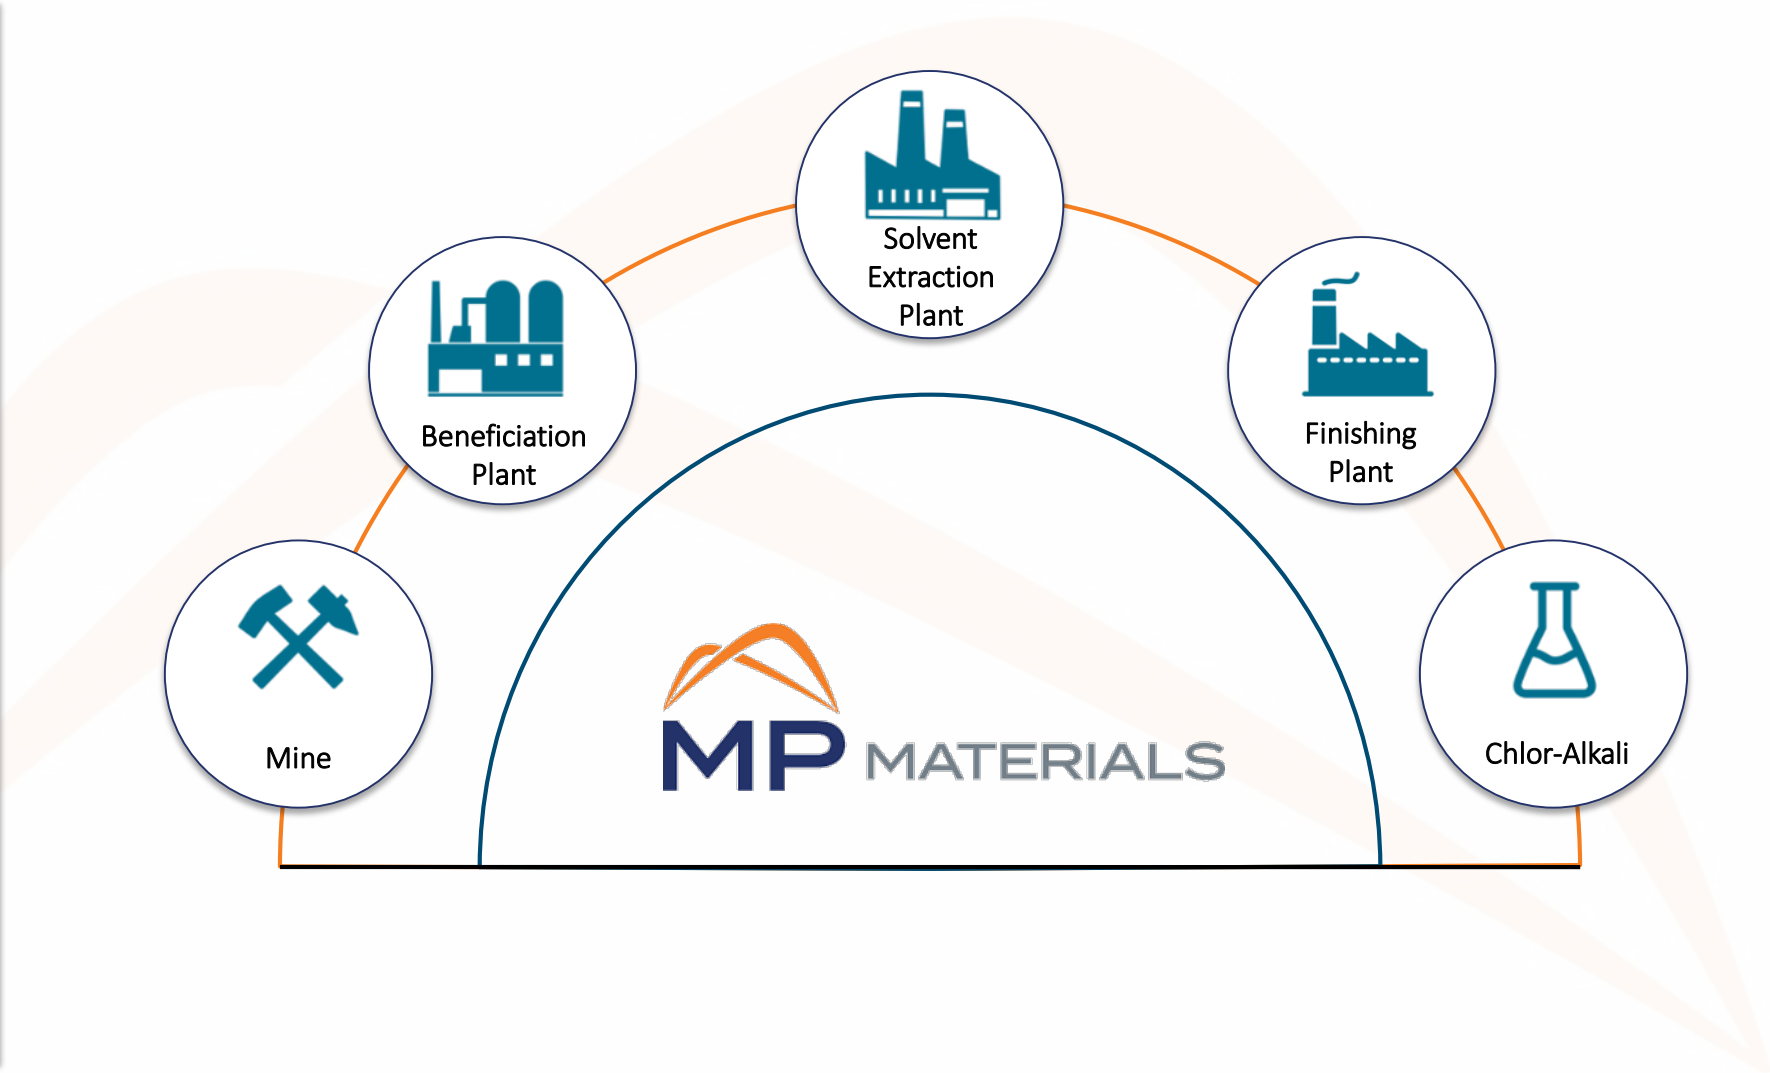 Solvent
Extraction
Plant
Beneficiation
Plant
Finishing
Plant
Mine
Chlor-Alkali
MP MATERIALS